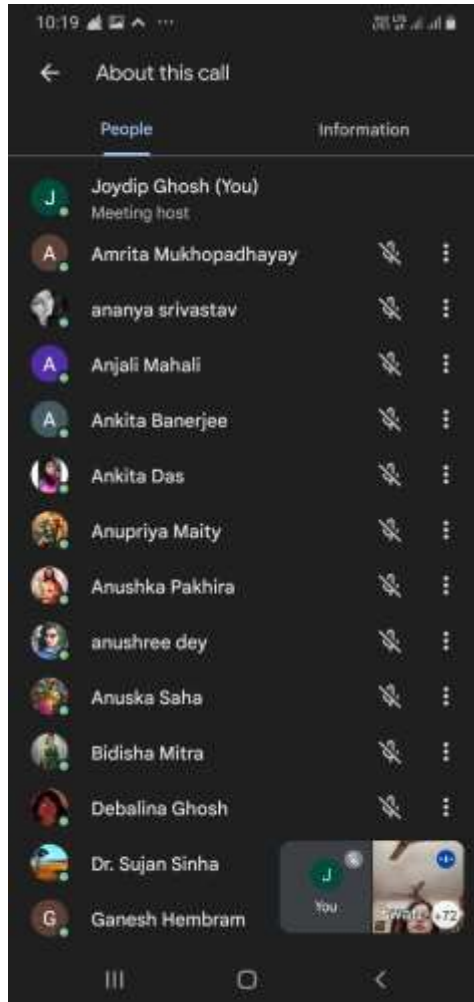 10:19
About this call
People
Information
J
Joydip Ghosh (You)
Meeting host
A
Amrita Mukhopadhayay
ananya srivastav
A
Anjali Mahali
A
Ankita Banerjee
Ankita Das
Anupriya Maity
Anushka Pakhira
anushree dey
Anuska Saha
Bidisha Mitra
Debalina Ghosh
Dr. Sujan Sinha
J
You
+72
G
Ganesh Hembram